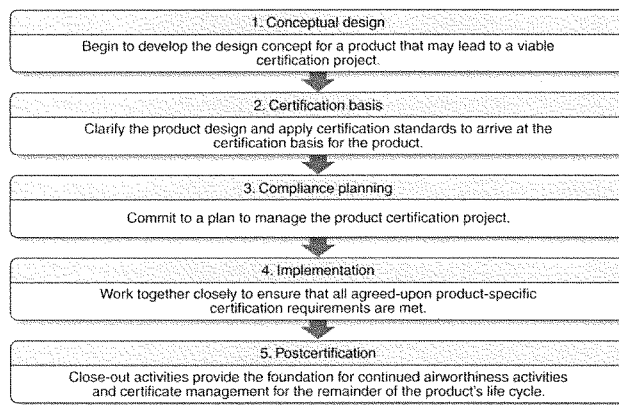 1. Conceptual design
Begin to develop the design concept for a product that may lead to a viable
certification project.
2. Certification basis
Clarify the product design and apply certification standards to arrive at the
certification basis for the product.
3. Compliance planning
Commit to a plan to manage the product certification project.
4. Implementation
Work together closely to ensure that all agreed-upon product-specific
certification requirements are met.
5. Postcertification
Close-out activities provide the foundation for continued airworthiness activities
and certificate management for the remainder of the product's life cycle.